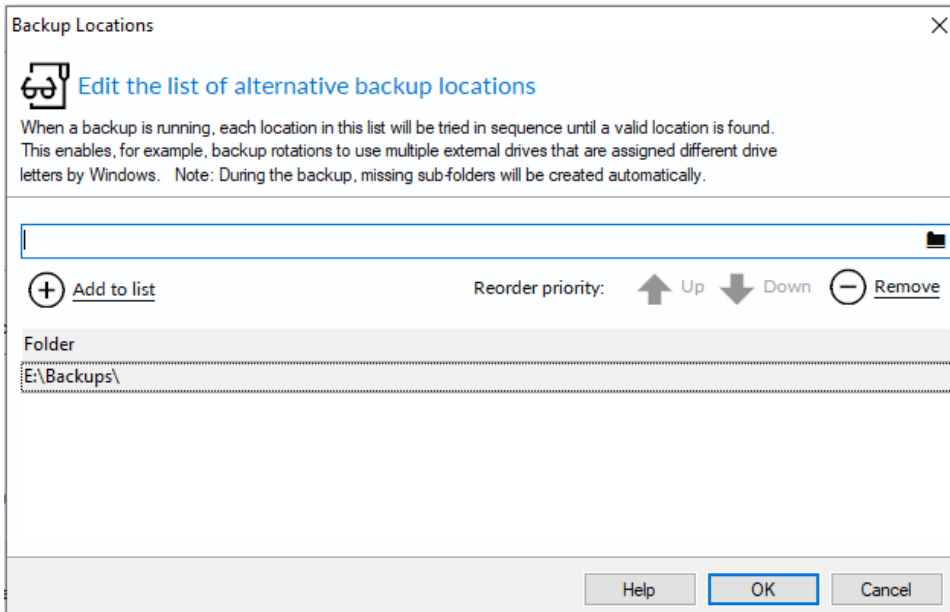 Backup Locations
Edit the list of alternative backup locations
When a backup is running, each location in this list will be tried in sequence until a valid location is found.
This enables, for example, backup rotations to use multiple external drives that are assigned different drive
letters by Windows.   Note: During the backup, missing sub-folders will be created automatically.
Add to list Reorder priority: Up Down Remove
Folder
E:\Backups\
Help OK Cancel